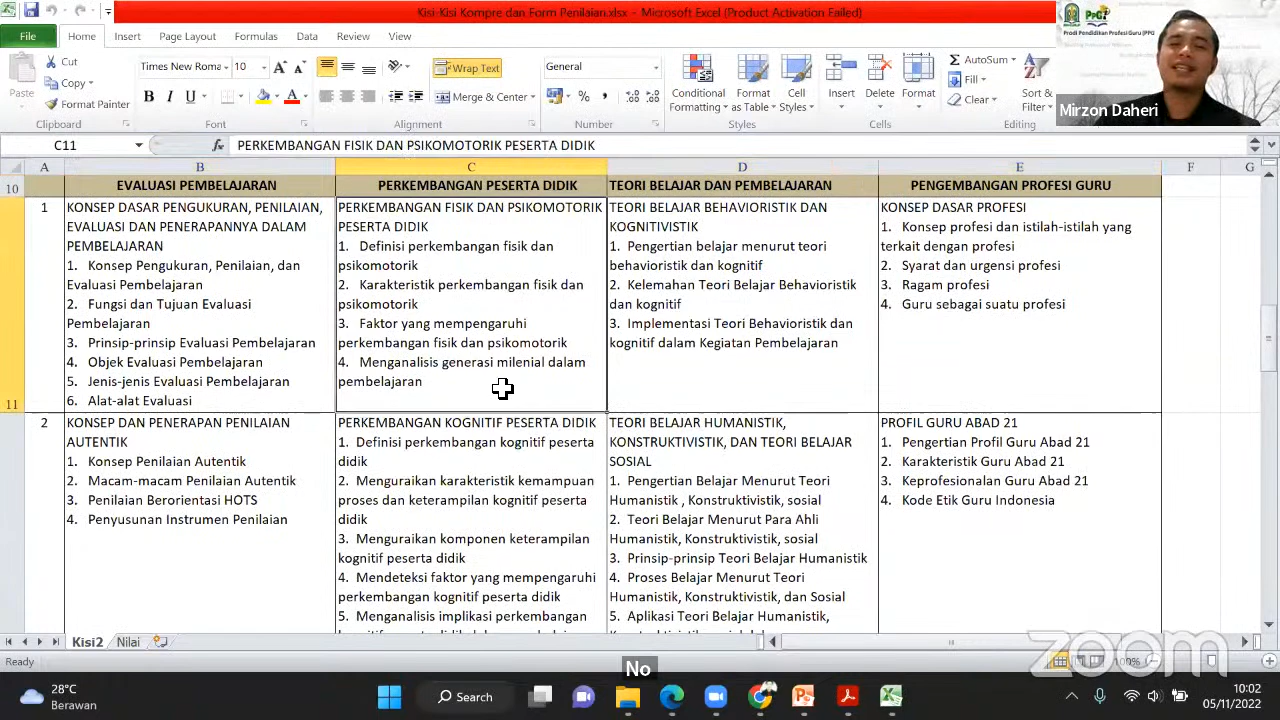 Kisi-Kisi Kompre dan Form Penilaian.xlsx - Microsoft Excel (Product Activation Failed)
File Home Insert Page Layout Formulas Data Review View
Prodi Pendidikan Profesi Guru (PPG
Mirzon Daheri
Paste
Cut
Copy
Format Painter
Clipboard
Times New Roma 10
B I U
Font
Wrap Text
Merge & Center
Alignment
General
Number
Conditional Formatting
Format as Table
Cell Styles
Styles
Insert Delete Format
Cells
AutoSum
Fill
Clear
Sort & Filter
Editing
C11 fx PERKEMBANGAN FISIK DAN PSIKOMOTORIK PESERTA DIDIK
A B C D E F G
10 EVALUASI PEMBELAJARAN PERKEMBANGAN PESERTA DIDIK TEORI BELAJAR DAN PEMBELAJARAN PENGEMBANGAN PROFESI GURU
11
1
KONSEP DASAR PENGUKURAN, PENILAIAN,
EVALUASI DAN PENERAPANNYA DALAM
PEMBELAJARAN
1. Konsep Pengukuran, Penilaian, dan
Evaluasi Pembelajaran
2. Fungsi dan Tujuan Evaluasi
Pembelajaran
3. Prinsip-prinsip Evaluasi Pembelajaran
4. Objek Evaluasi Pembelajaran
5. Jenis-jenis Evaluasi Pembelajaran
6. Alat-alat Evaluasi
PERKEMBANGAN FISIK DAN PSIKOMOTORIK
PESERTA DIDIK
1. Definisi perkembangan fisik dan
psikomotorik
2. Karakteristik perkembangan fisik dan
psikomotorik
3. Faktor yang mempengaruhi
perkembangan fisik dan psikomotorik
4. Menganalisis generasi milenial dalam
pembelajaran
TEORI BELAJAR BEHAVIORISTIK DAN
KOGNITIVISTIK
1. Pengertian belajar menurut teori
behavioristik dan kognitif
2. Kelemahan Teori Belajar Behavioristik
dan kognitif
3. Implementasi Teori Behavioristik dan
kognitif dalam Kegiatan Pembelajaran
KONSEP DASAR PROFESI
1. Konsep profesi dan istilah-istilah yang
terkait dengan profesi
2. Syarat dan urgensi profesi
3. Ragam profesi
4. Guru sebagai suatu profesi
2
KONSEP DAN PENERAPAN PENILAIAN
AUTENTIK
1. Konsep Penilaian Autentik
2. Macam-macam Penilaian Autentik
3. Penilaian Berorientasi HOTS
4. Penyusunan Instrumen Penilaian
PERKEMBANGAN KOGNITIF PESERTA DIDIK
1. Definisi perkembangan kognitif peserta
didik
2. Menguraikan karakteristik kemampuan
proses dan keterampilan kognitif peserta
didik
3. Menguraikan komponen keterampilan
kognitif peserta didik
4. Mendeteksi faktor yang mempengaruhi
perkembangan kognitif peserta didik
5. Menganalisis implikasi perkembangan
TEORI BELAJAR HUMANISTIK,
KONSTRUKTIVISTIK, DAN TEORI BELAJAR
SOSIAL
1. Pengertian Belajar Menurut Teori
Humanistik , Konstruktivistik, sosial
2. Teori Belajar Menurut Para Ahli
Humanistik, Konstruktivistik, sosial
3. Prinsip-prinsip Teori Belajar Humanistik
4. Proses Belajar Menurut Teori
Humanistik, Konstruktivistik, dan Sosial
5. Aplikasi Teori Belajar Humanistik,
PROFIL GURU ABAD 21
1. Pengertian Profil Guru Abad 21
2. Karakteristik Guru Abad 21
3. Keprofesionalan Guru Abad 21
4. Kode Etik Guru Indonesia
Kisi2 Nilai
Ready
100%
zoom
No
28°C
Berawan
Search
10:02
05/11/2022